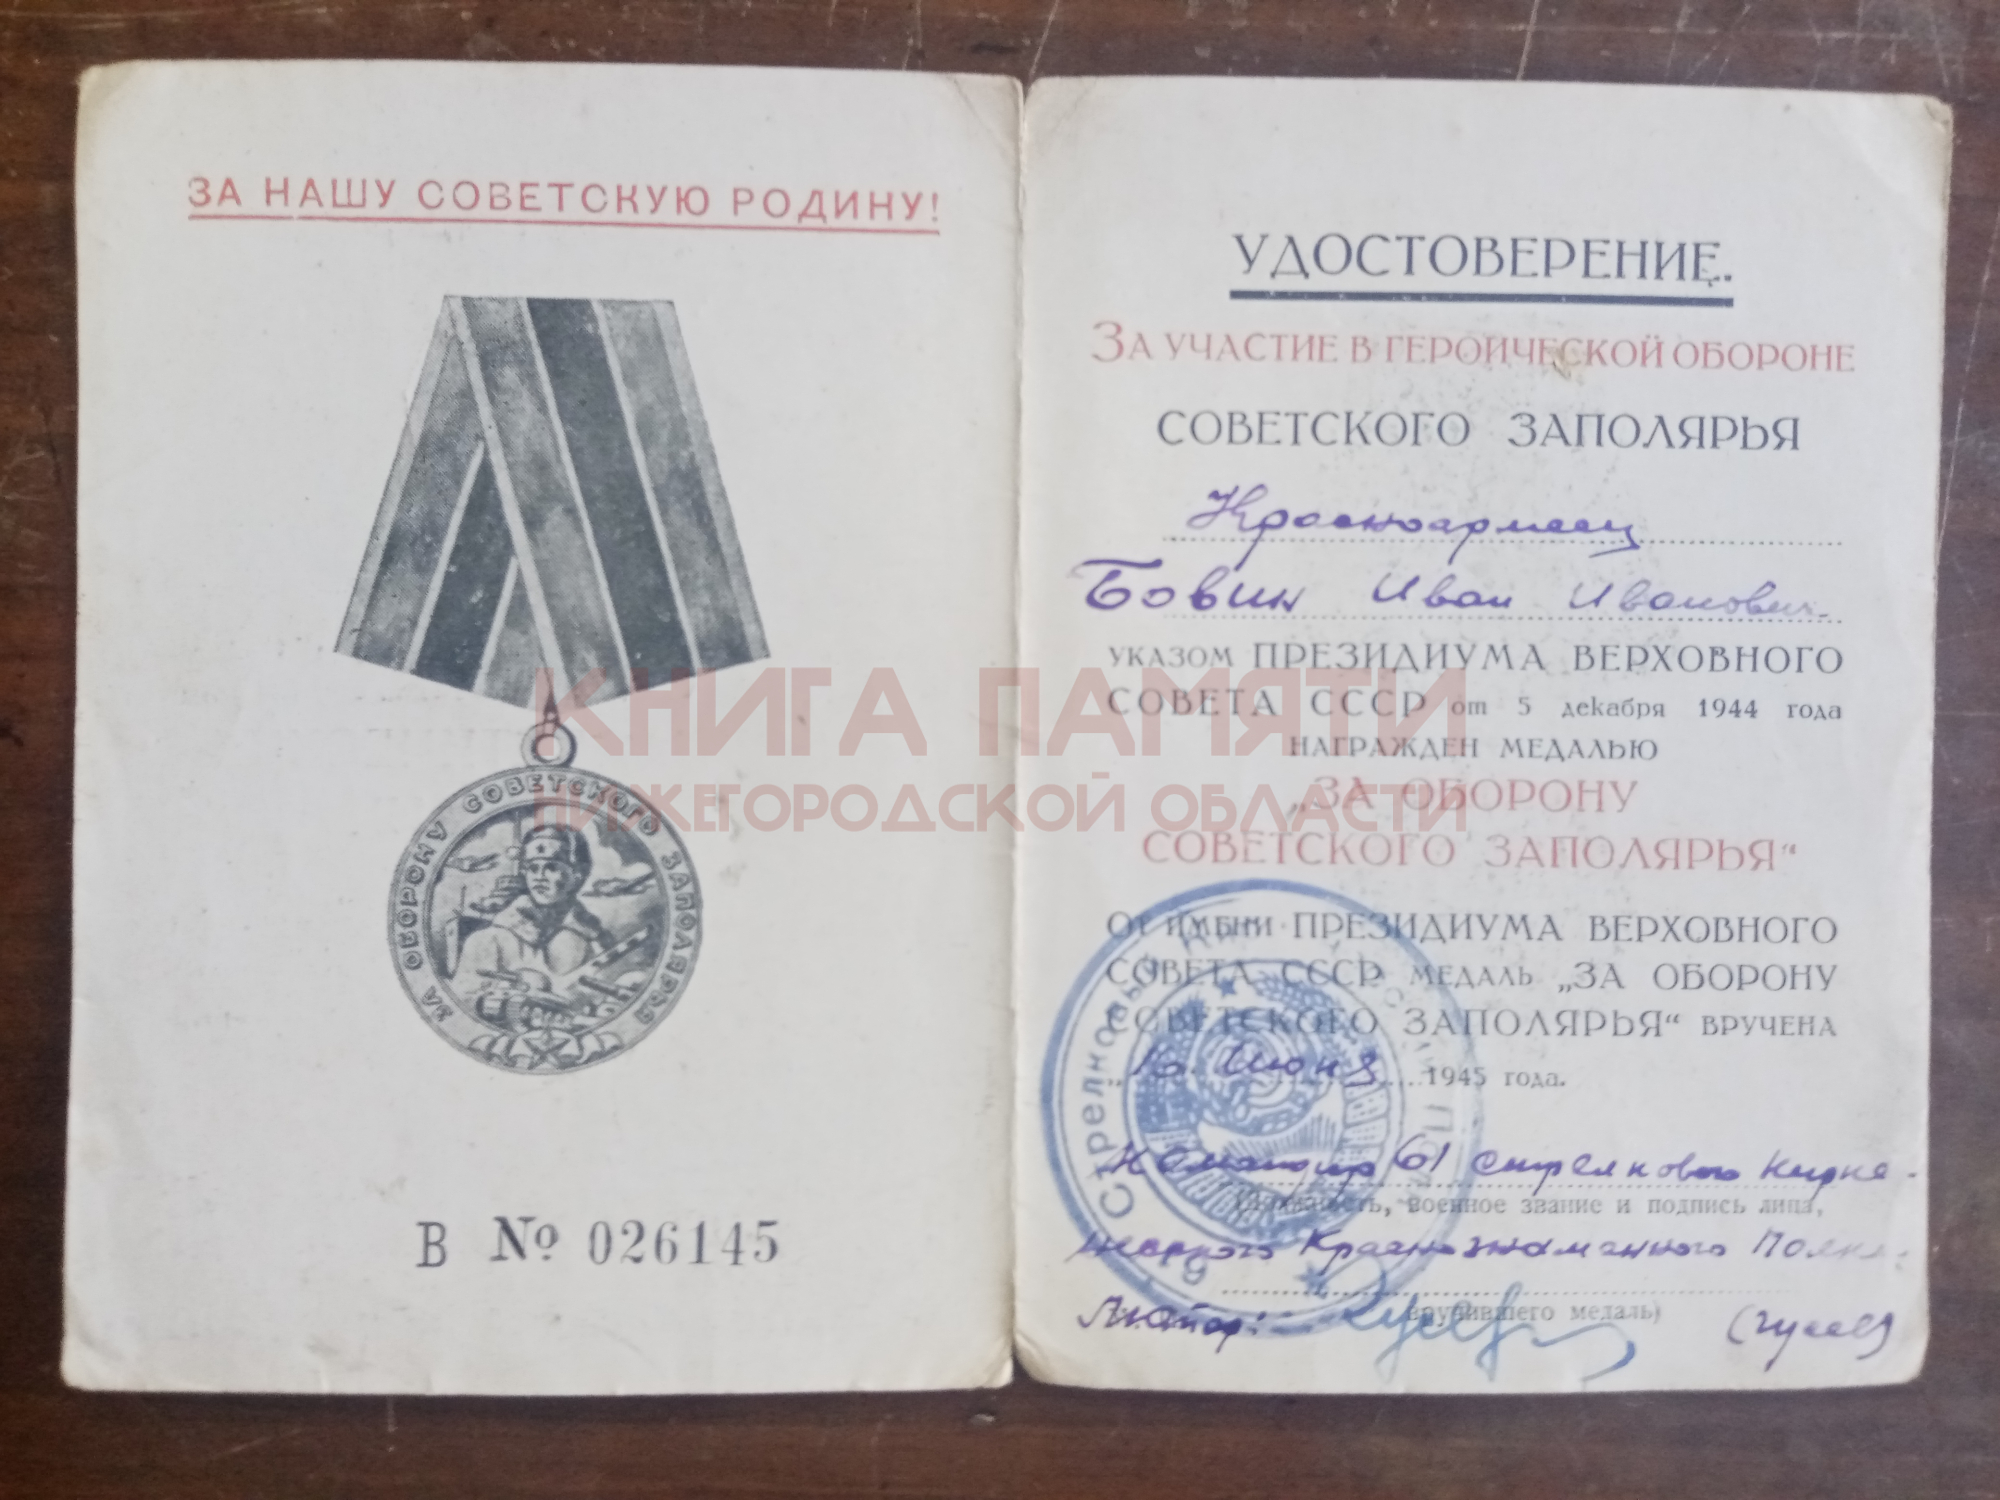 ЗА НАШУ СОВЕТСКУЮ РОДИНУ!
ЗА ОБОРОНУ СОВЕТСКОГО ЗАПОЛЯРЬЯ
В № 026145
УДОСТОВЕРЕНИЕ.
ЗА УЧАСТИЕ В ГЕРОИЧЕСКОЙ ОБОРОНЕ
СОВЕТСКОГО ЗАПОЛЯРЬЯ
Красноармеец
Бовин Иван Иванович.
УКАЗОМ ПРЕЗИДИУМА ВЕРХОВНОГО
СОВЕТА СССР от 5 декабря 1944 года
НАГРАЖДЕН МЕДАЛЬЮ
„ЗА ОБОРОНУ
СОВЕТСКОГО ЗАПОЛЯРЬЯ“
ОТ ИМЕНИ ПРЕЗИДИУМА ВЕРХОВНОГО
СОВЕТА СССР МЕДАЛЬ „ЗА ОБОРОНУ
СОВЕТСКОГО ЗАПОЛЯРЬЯ“ ВРУЧЕНА
„16. Июня 1945 года.
Командир 61 стрелкового Кирке-
(Должность, военное звание и подпись лица,
Краснознаменного Полка.
вручившего медаль)
(Гусев)
Стрелковый
КНИГА ПАМЯТИ
НИЖЕГОРОДСКОЙ ОБЛАСТИ